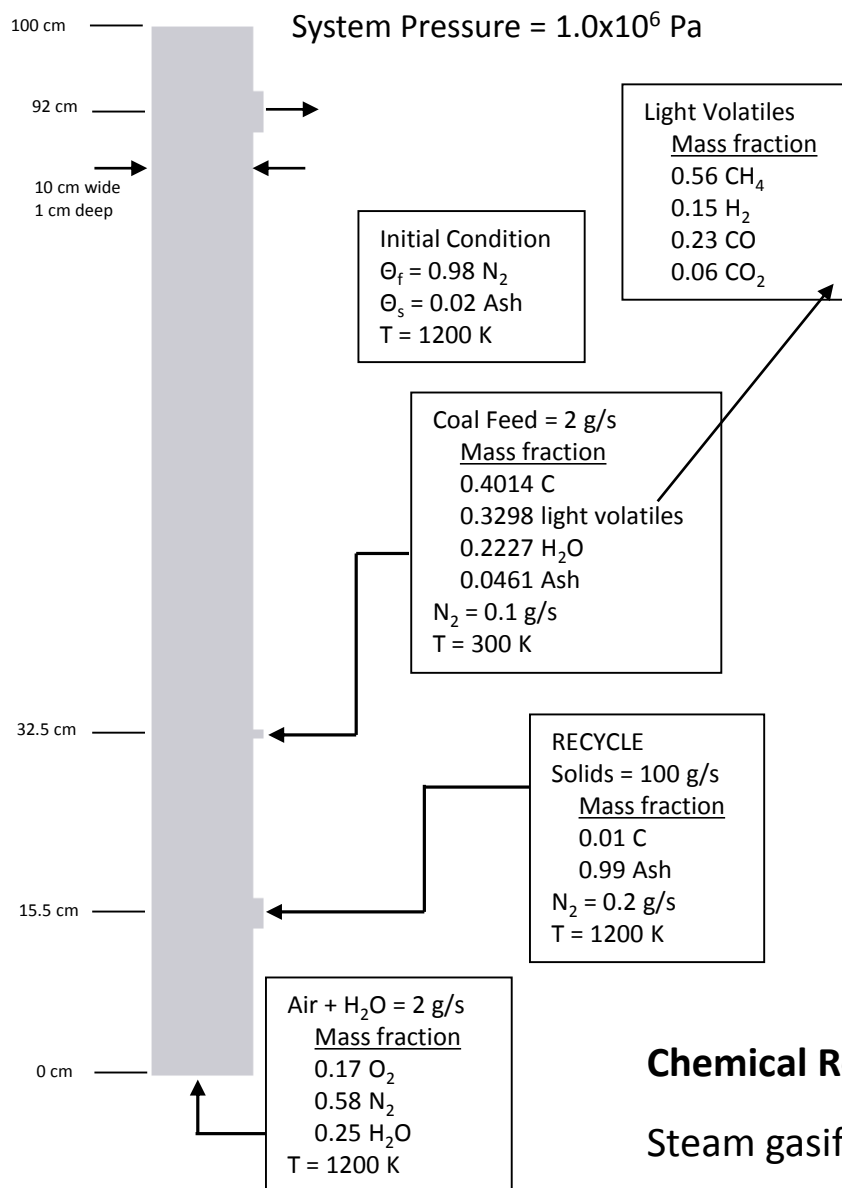 System Pressure = 1.0x10⁶ Pa
100 cm
92 cm
10 cm wide
1 cm deep
Light Volatiles
Mass fraction
0.56 CH₄
0.15 H₂
0.23 CO
0.06 CO₂
Initial Condition
Θf = 0.98 N₂
Θs = 0.02 Ash
T = 1200 K
Coal Feed = 2 g/s
Mass fraction
0.4014 C
0.3298 light volatiles
0.2227 H₂O
0.0461 Ash
N₂ = 0.1 g/s
T = 300 K
32.5 cm
RECYCLE
Solids = 100 g/s
Mass fraction
0.01 C
0.99 Ash
N₂ = 0.2 g/s
T = 1200 K
15.5 cm
Air + H₂O = 2 g/s
Mass fraction
0.17 O₂
0.58 N₂
0.25 H₂O
T = 1200 K
0 cm
Chemical R
Steam gasif